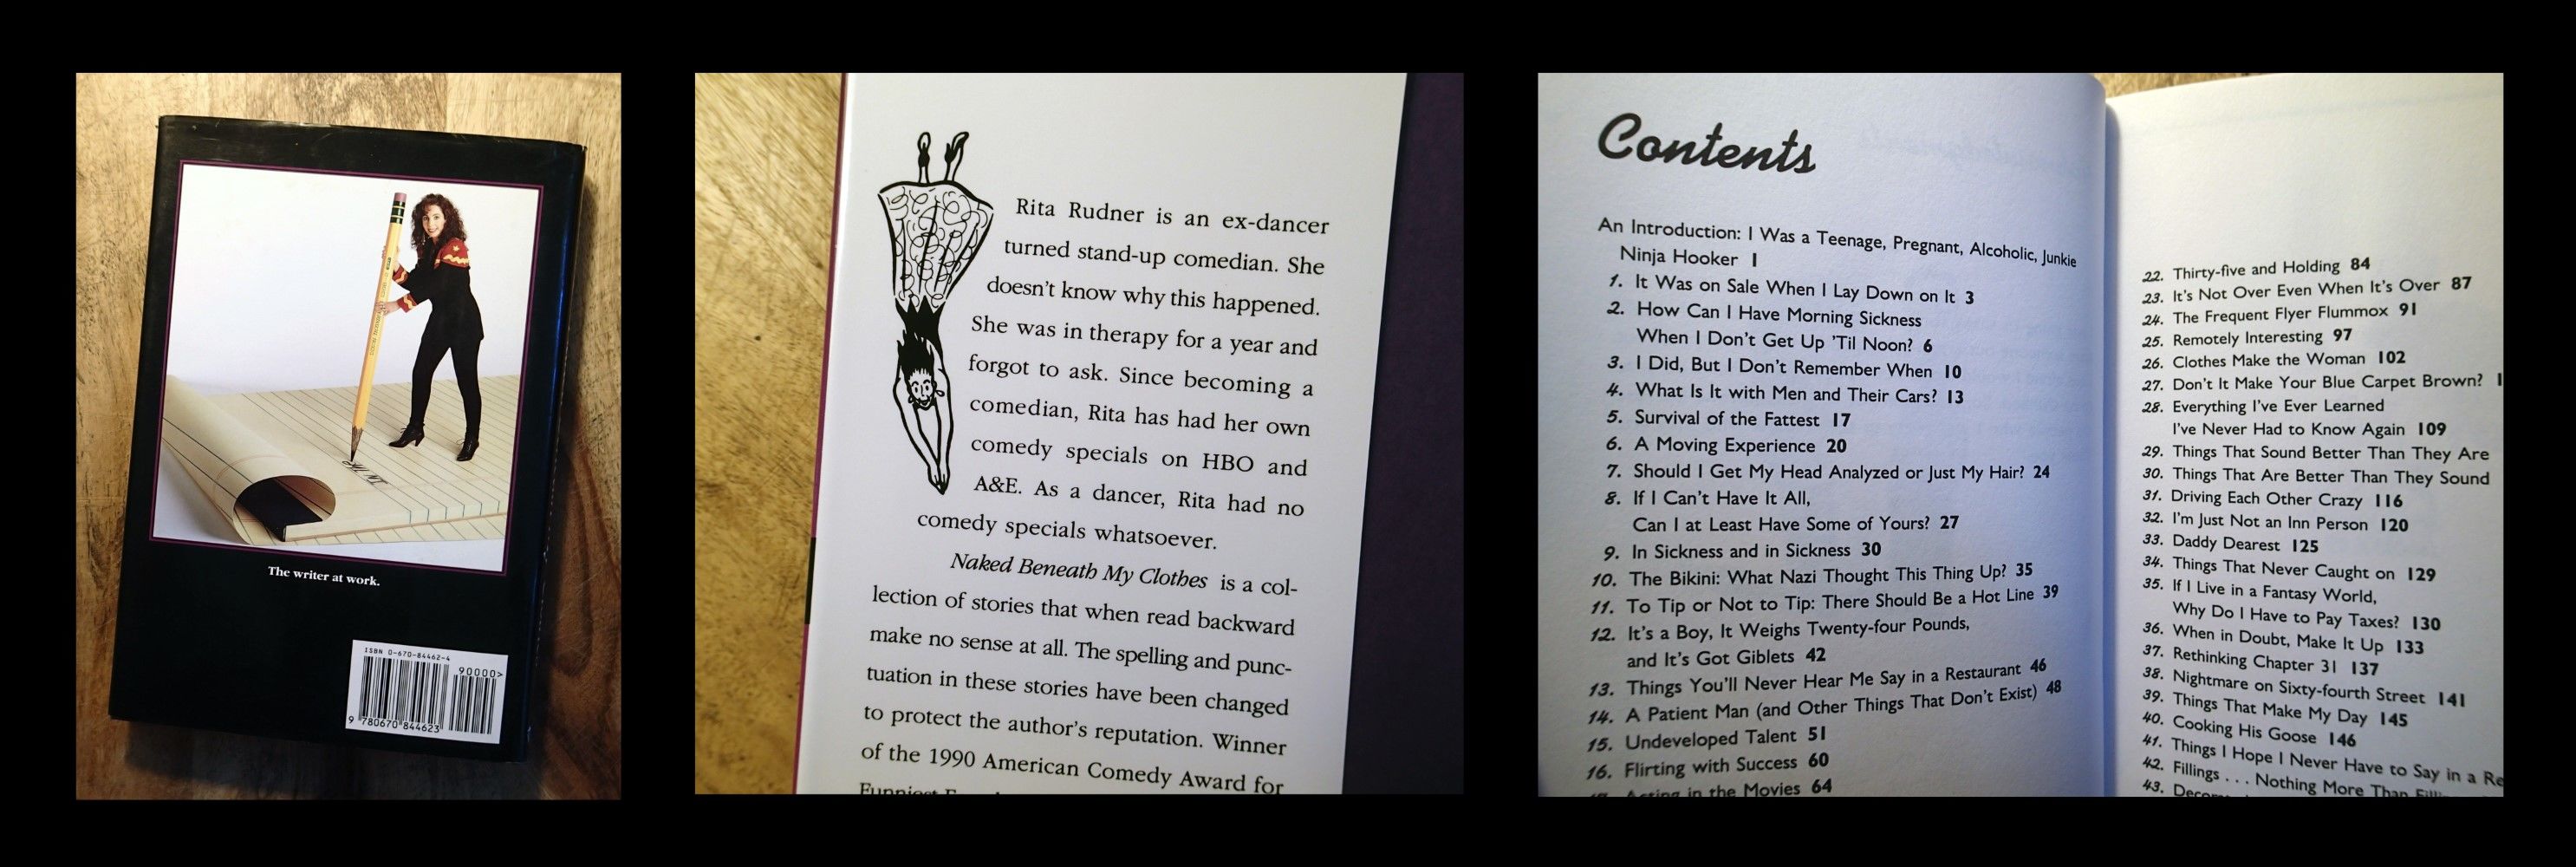 The writer at work.
ISBN 0-670-84462-4
90000>
9 780670 844623
Rita Rudner is an ex-dancer
turned stand-up comedian. She
doesn't know why this happened.
She was in therapy for a year and
forgot to ask. Since becoming a
comedian, Rita has had her own
comedy specials on HBO and
A&E. As a dancer, Rita had no
comedy specials whatsoever.
Naked Beneath My Clothes is a col-
lection of stories that when read backward
make no sense at all. The spelling and punc-
tuation in these stories have been changed
to protect the author's reputation. Winner
of the 1990 American Comedy Award for
Funniest
Contents
An Introduction: I Was a Teenage, Pregnant, Alcoholic, Junkie
Ninja Hooker 1
1. It Was on Sale When I Lay Down on It 3
2. How Can I Have Morning Sickness
When I Don't Get Up 'Til Noon? 6
3. I Did, But I Don't Remember When 10
4. What Is It with Men and Their Cars? 13
5. Survival of the Fattest 17
6. A Moving Experience 20
7. Should I Get My Head Analyzed or Just My Hair? 24
8. If I Can't Have It All,
Can I at Least Have Some of Yours? 27
9. In Sickness and in Sickness 30
10. The Bikini: What Nazi Thought This Thing Up? 35
11. To Tip or Not to Tip: There Should Be a Hot Line 39
12. It's a Boy, It Weighs Twenty-four Pounds,
and It's Got Giblets 42
13. Things You'll Never Hear Me Say in a Restaurant 46
14. A Patient Man (and Other Things That Don't Exist) 48
15. Undeveloped Talent 51
16. Flirting with Success 60
17. Acting in the Movies 64
22. Thirty-five and Holding 84
23. It's Not Over Even When It's Over 87
24. The Frequent Flyer Flummox 91
25. Remotely Interesting 97
26. Clothes Make the Woman 102
27. Don't It Make Your Blue Carpet Brown? 1
28. Everything I've Ever Learned
I've Never Had to Know Again 109
29. Things That Sound Better Than They Are
30. Things That Are Better Than They Sound
31. Driving Each Other Crazy 116
32. I'm Just Not an Inn Person 120
33. Daddy Dearest 125
34. Things That Never Caught on 129
35. If I Live in a Fantasy World,
Why Do I Have to Pay Taxes? 130
36. When in Doubt, Make It Up 133
37. Rethinking Chapter 31 137
38. Nightmare on Sixty-fourth Street 141
39. Things That Make My Day 145
40. Cooking His Goose 146
41. Things I Hope I Never Have to Say in a Re
42. Fillings . . . Nothing More Than
43.